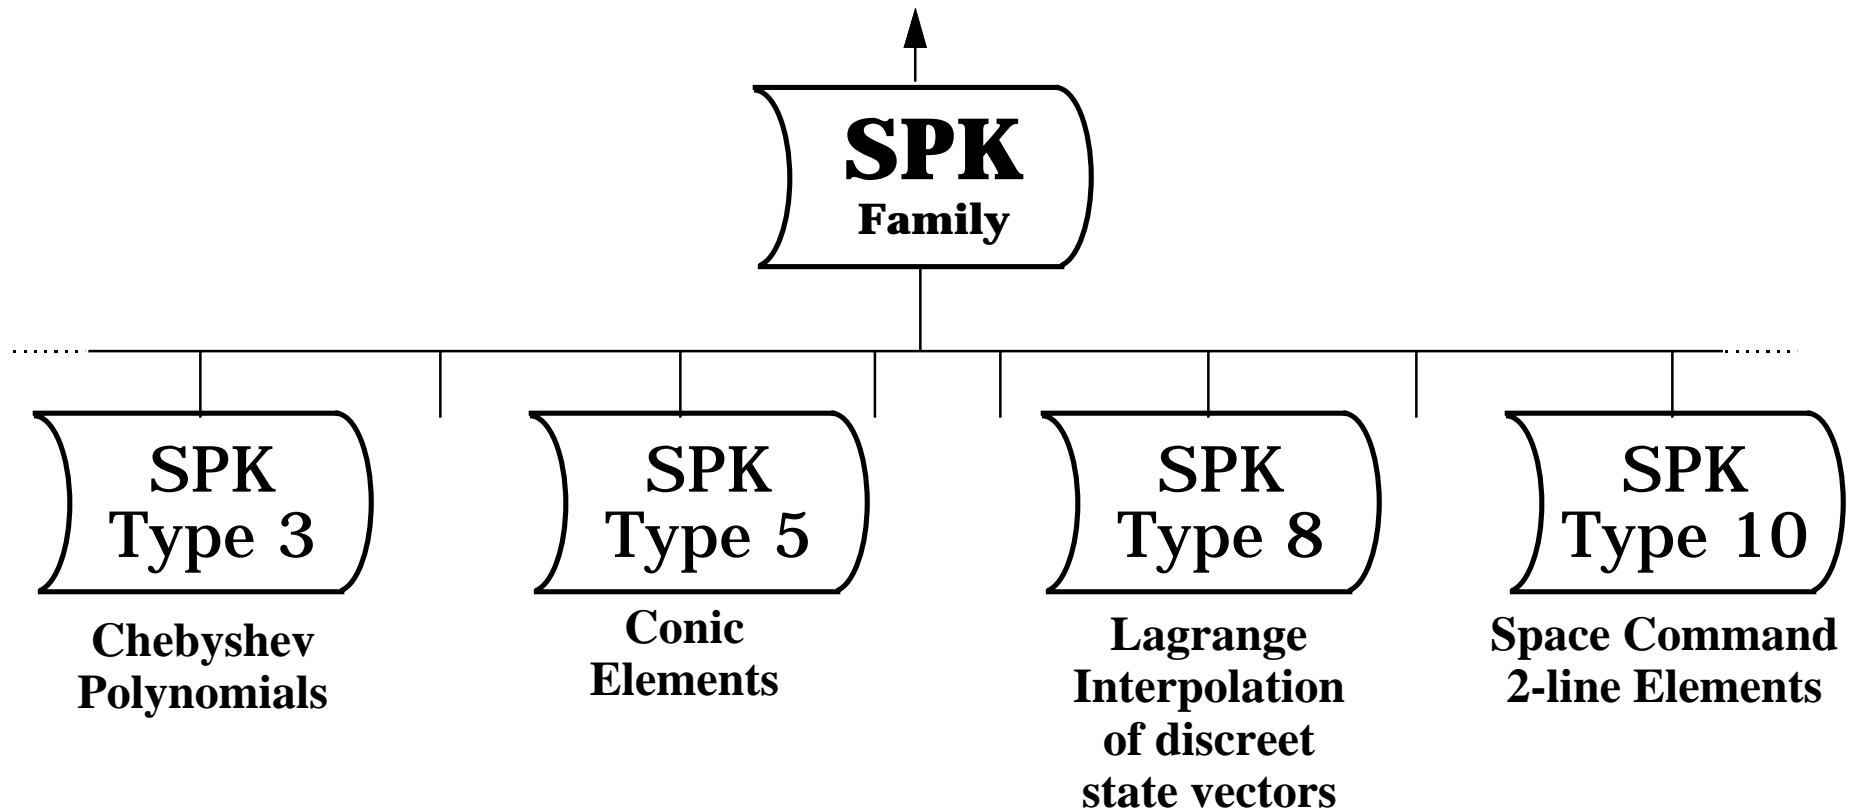 SPK
Family
SPK
Type 3
SPK
Type 5
SPK
Type 8
SPK
Type 10
Chebyshev
Polynomials
Conic
Elements
Lagrange
Interpolation
of discreet
state vectors
Space Command
2-line Elements